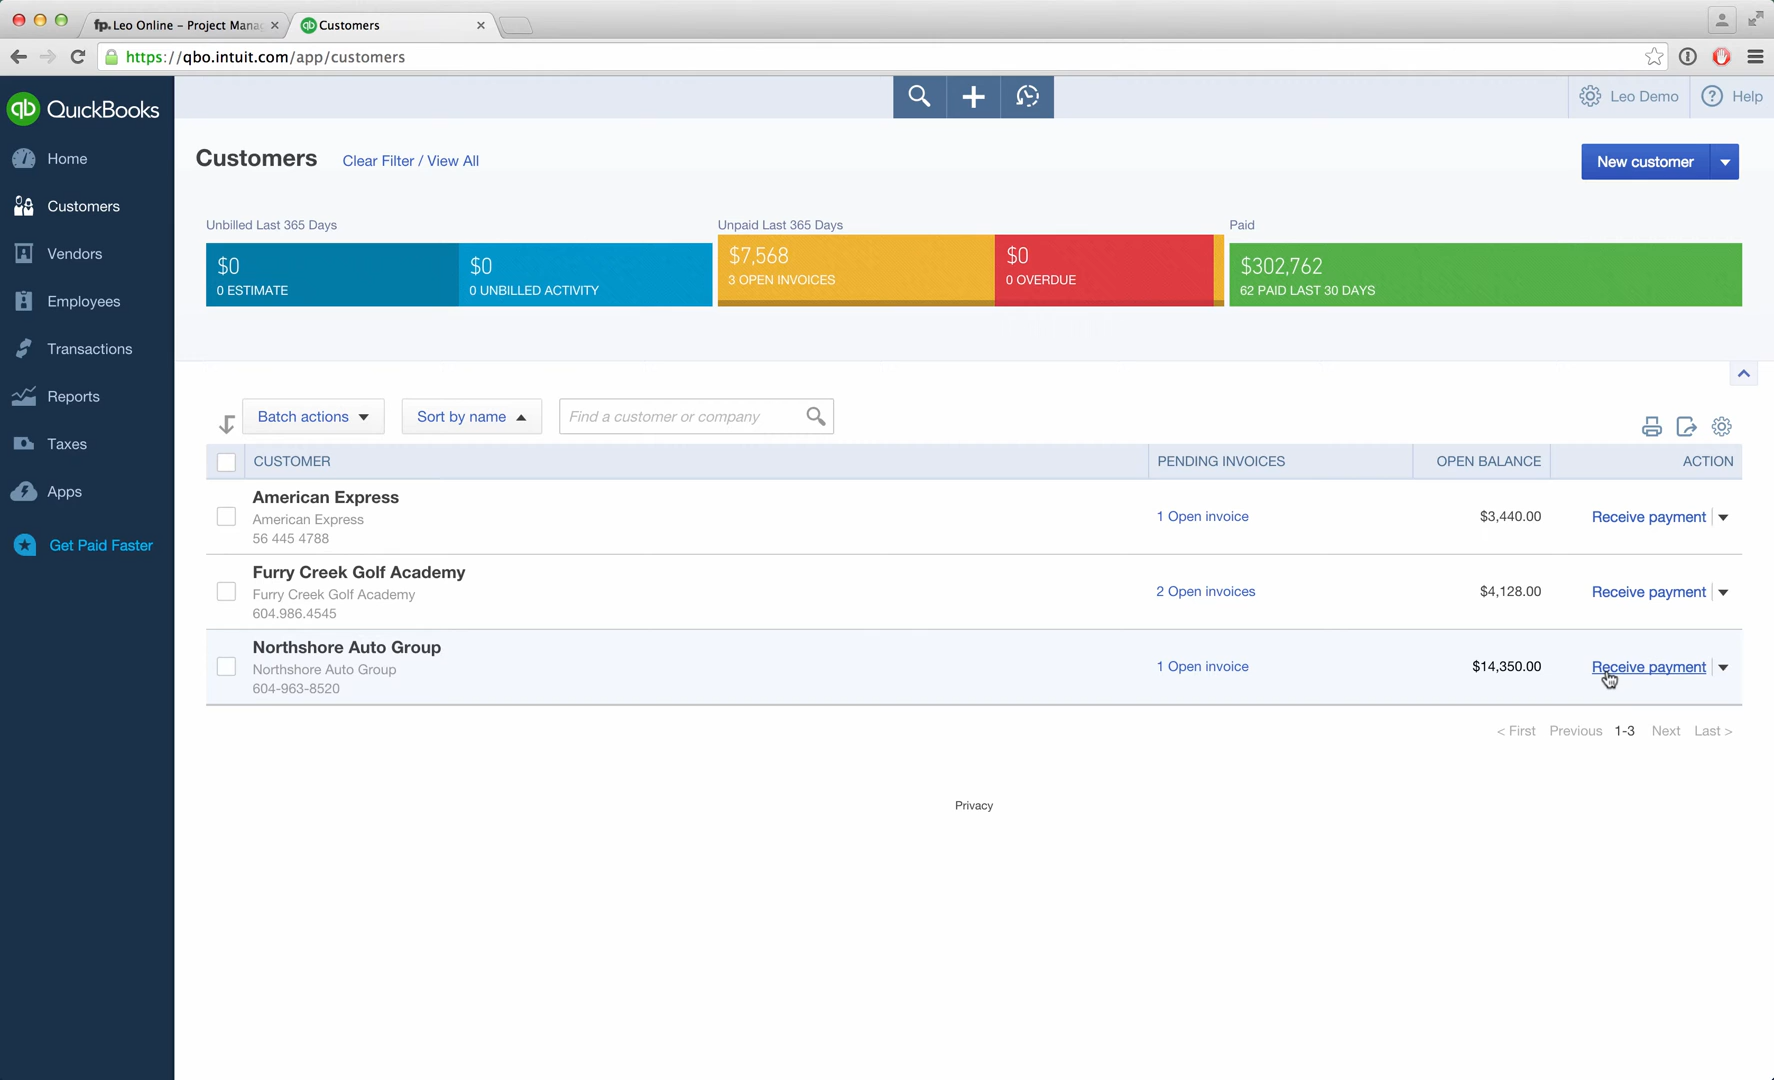 fp. Leo Online – Project Mana
Customers
https://qbo.intuit.com/app/customers
qb QuickBooks
Leo Demo
Help
Home
Customers
Vendors
Employees
Transactions
Reports
Taxes
Apps
Get Paid Faster
Customers Clear Filter / View All
New customer
Unbilled Last 365 Days
$0
0 ESTIMATE
$0
0 UNBILLED ACTIVITY
Unpaid Last 365 Days
$7,568
3 OPEN INVOICES
$0
0 OVERDUE
Paid
$302,762
62 PAID LAST 30 DAYS
Batch actions
Sort by name
Find a customer or company
CUSTOMER PENDING INVOICES OPEN BALANCE ACTION
American Express
American Express
56 445 4788
1 Open invoice $3,440.00 Receive payment
Furry Creek Golf Academy
Furry Creek Golf Academy
604.986.4545
2 Open invoices $4,128.00 Receive payment
Northshore Auto Group
Northshore Auto Group
604-963-8520
1 Open invoice $14,350.00 Receive payment
< First Previous 1-3 Next Last >
Privacy